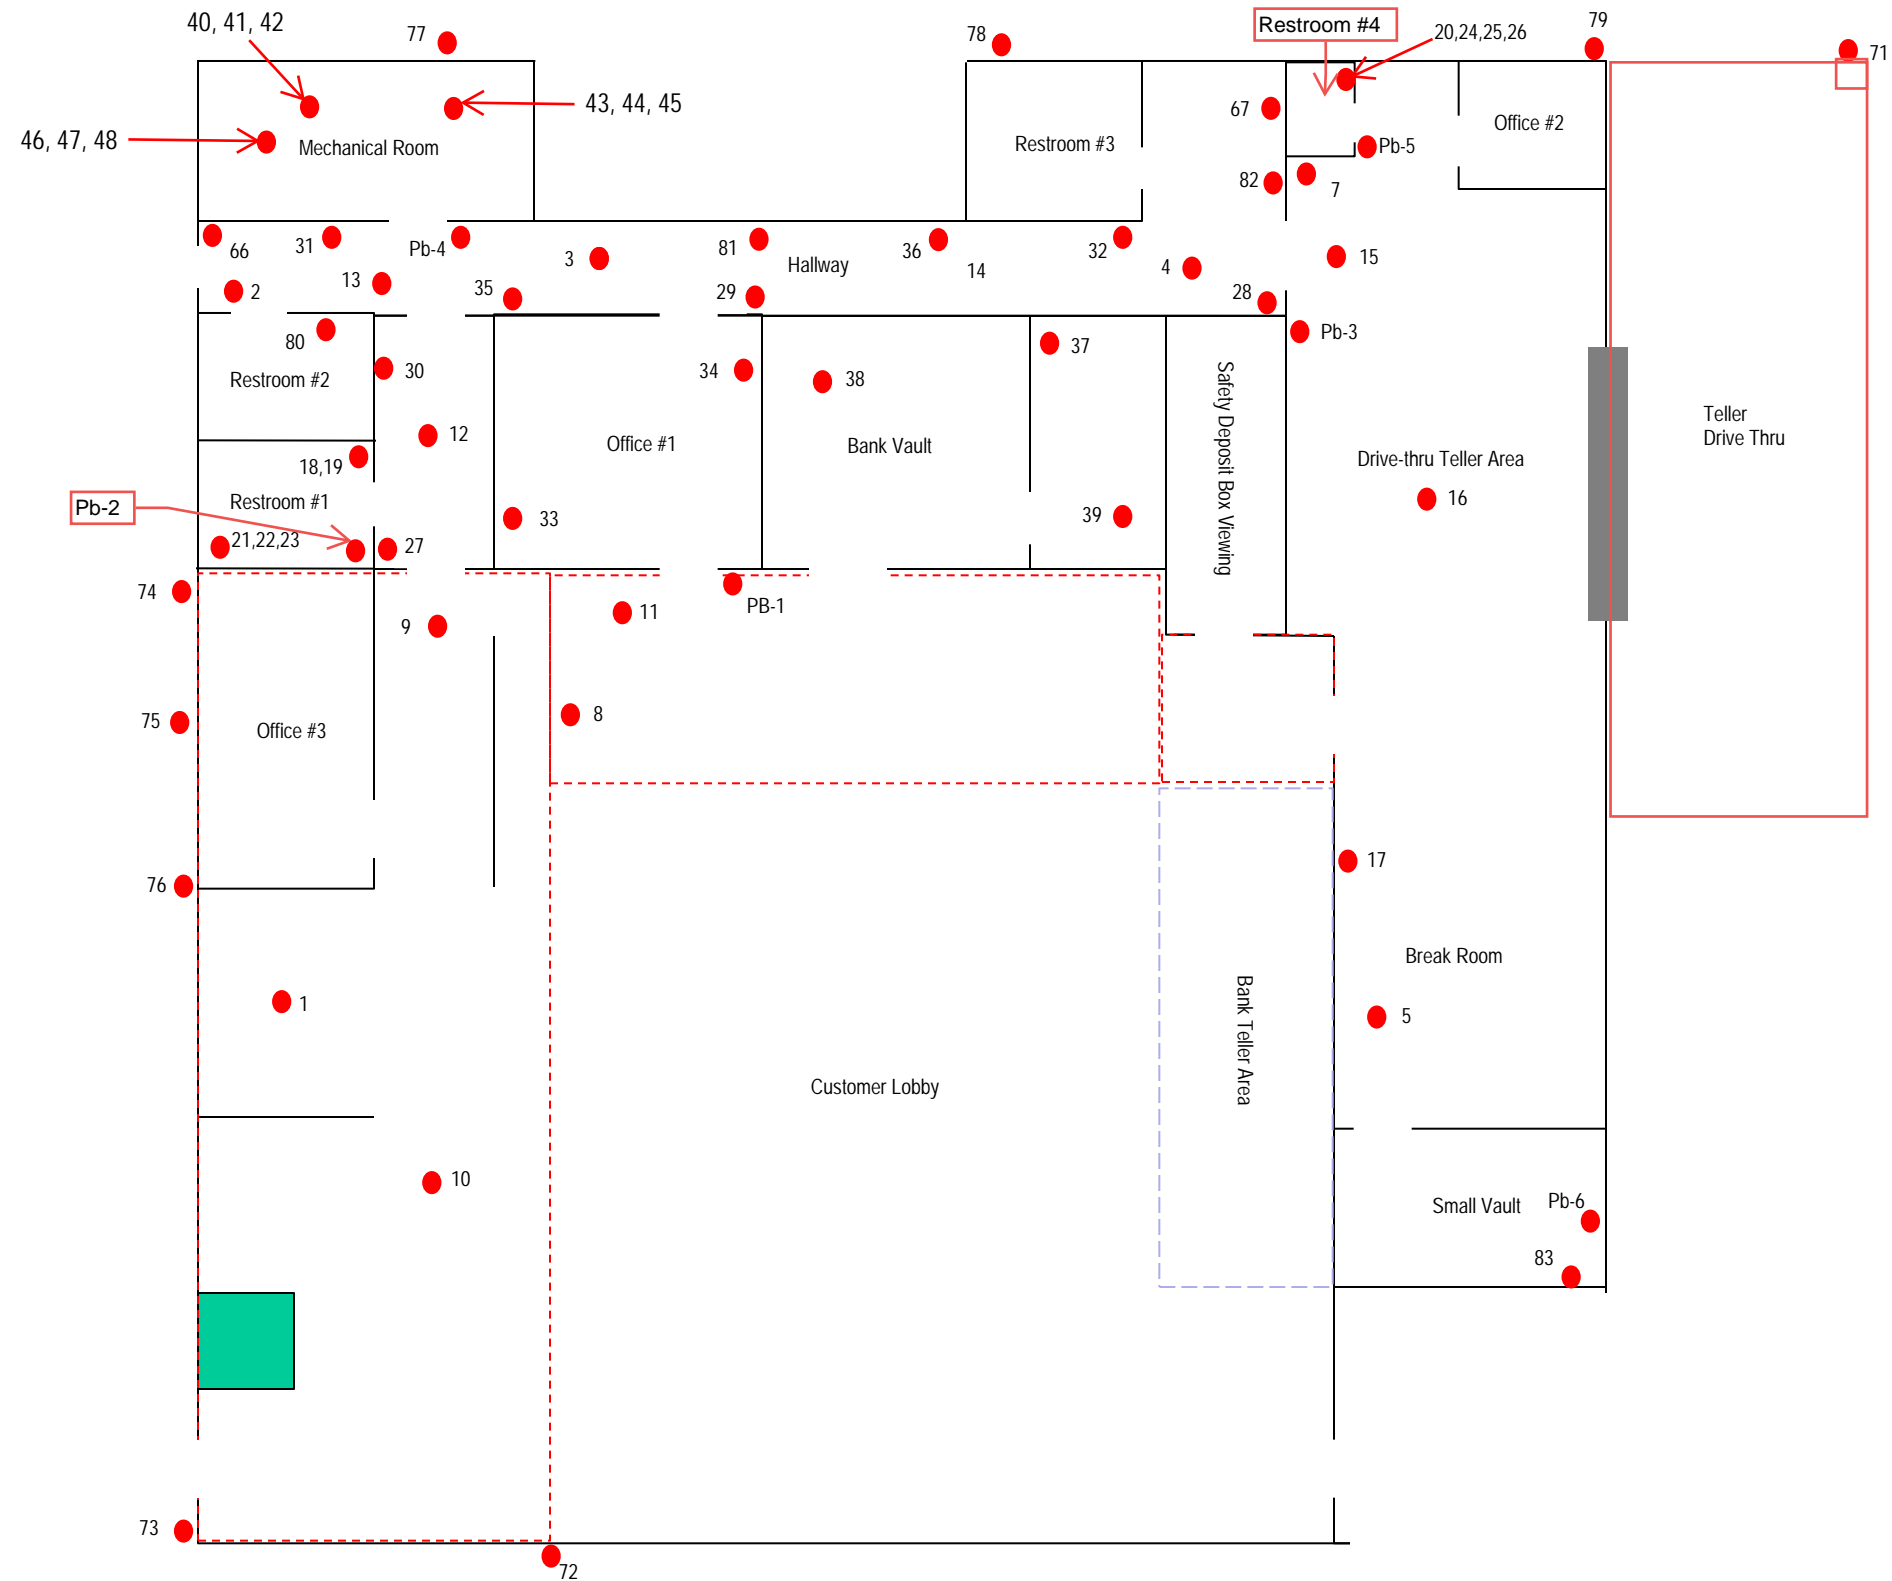 40, 41, 42
77
78
Restroom #4
20,24,25,26
79
71
43, 44, 45
46, 47, 48
Mechanical Room
67
Restroom #3
Office #2
Pb-5
82
7
66
31
Pb-4
3
81
Hallway
36
14
32
4
15
2
13
35
29
28
80
Pb-3
Restroom #2
30
34
38
37
Safety Deposit Box Viewing
Teller
Drive Thru
12
Office #1
Bank Vault
18,19
Drive-thru Teller Area
Restroom #1
16
Pb-2
33
39
21,22,23
27
74
PB-1
11
9
75
8
Office #3
76
17
Break Room
1
5
Bank Teller Area
Customer Lobby
10
Small Vault
Pb-6
83
73
72